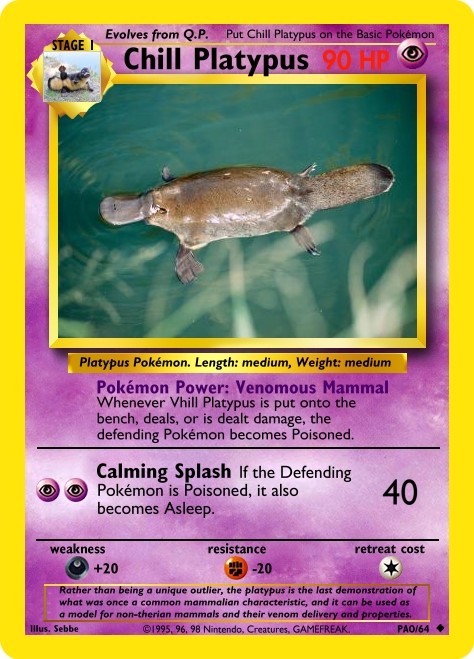 Evolves from Q.P. Put Chill Platypus on the Basic Pokémon
STAGE 1
Chill Platypus 90 HP
Platypus Pokémon. Length: medium, Weight: medium
Pokémon Power: Venomous Mammal
Whenever Vhill Platypus is put onto the
bench, deals, or is dealt damage, the
defending Pokémon becomes Poisoned.
Calming Splash If the Defending
Pokémon is Poisoned, it also
becomes Asleep.
40
weakness resistance retreat cost
+20 -20
Rather than being a unique outlier, the platypus is the last demonstration of
what was once a common mammalian characteristic, and it can be used as
a model for non-therian mammals and their venom delivery and properties.
Illus. Sebbe ©1995, 96, 98 Nintendo, Creatures, GAMEFREAK. PAO/64